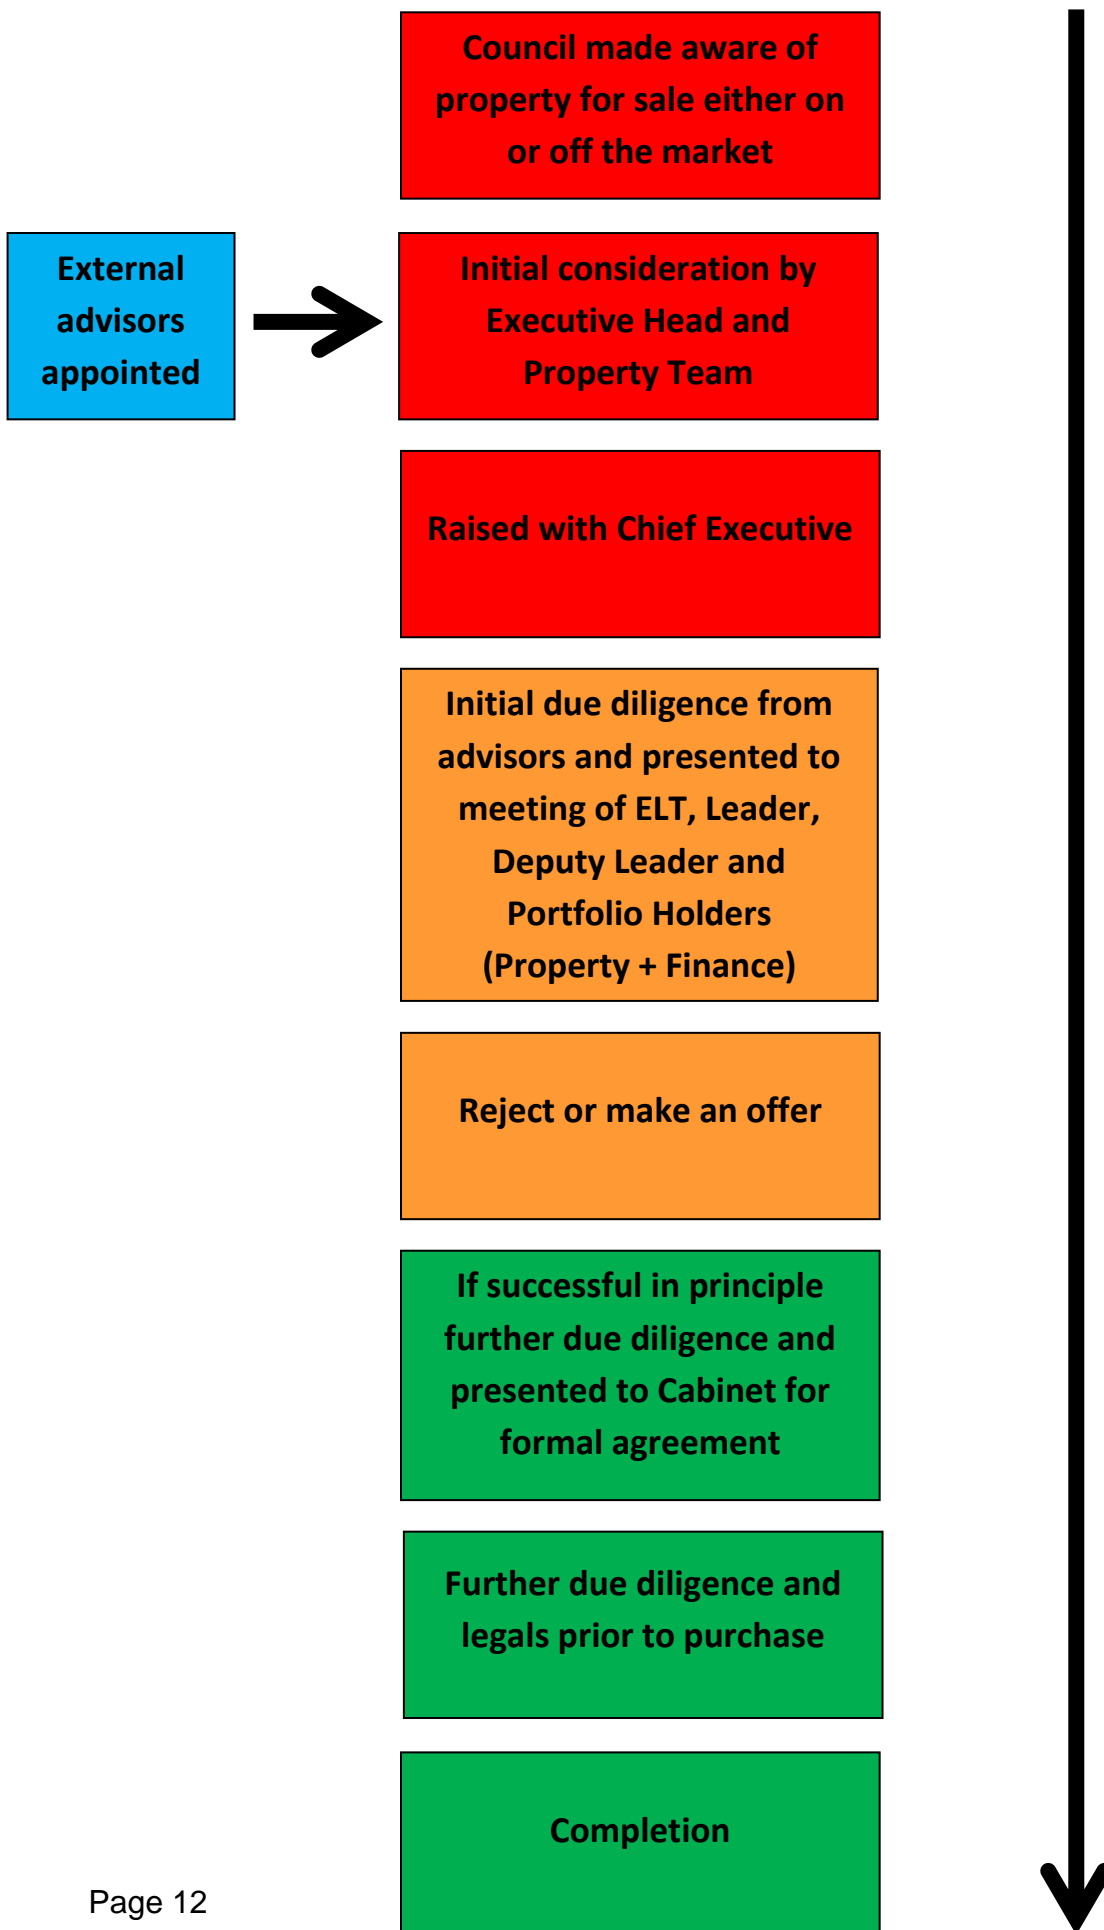 Council made aware of
property for sale either on
or off the market
External
advisors
appointed
Initial consideration by
Executive Head and
Property Team
Raised with Chief Executive
Initial due diligence from
advisors and presented to
meeting of ELT, Leader,
Deputy Leader and
Portfolio Holders
(Property + Finance)
Reject or make an offer
If successful in principle
further due diligence and
presented to Cabinet for
formal agreement
Further due diligence and
legals prior to purchase
Completion
Page 12